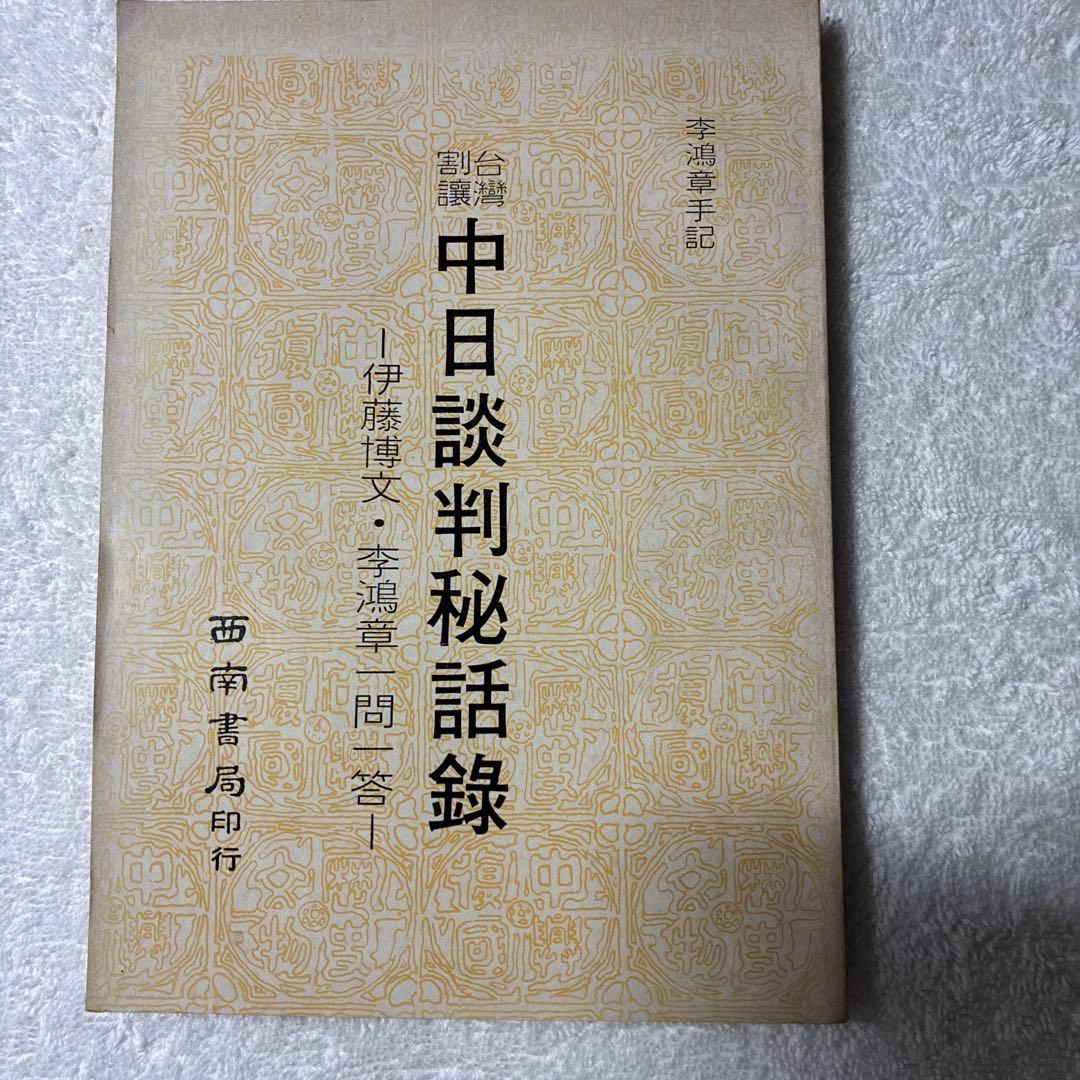 李鴻章手記
台灣
割讓
中日談判秘話錄
—伊藤博文·李鴻章一問一答—
西南書局印行